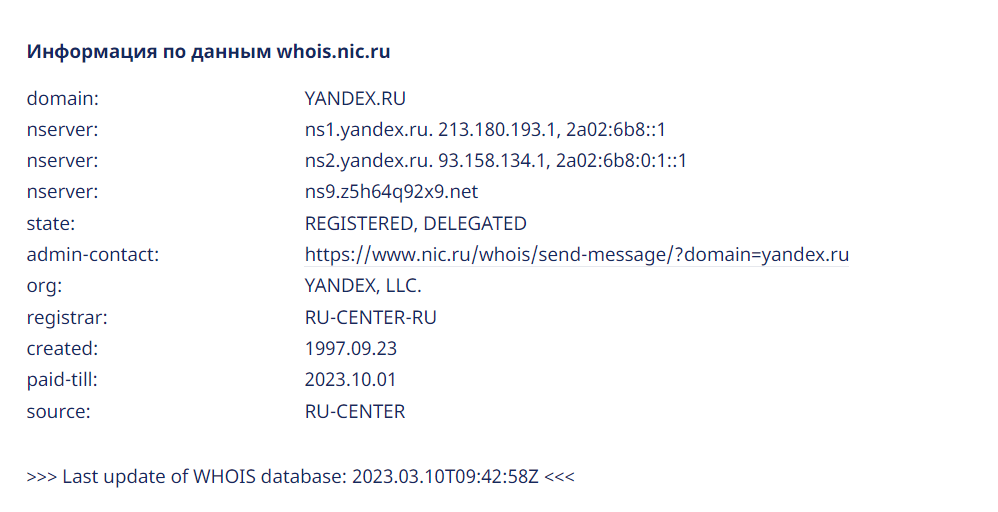 Информация по данным whois.nic.ru
domain: YANDEX.RU
nserver: ns1.yandex.ru. 213.180.193.1, 2a02:6b8::1
nserver: ns2.yandex.ru. 93.158.134.1, 2a02:6b8:0:1::1
nserver: ns9.z5h64q92x9.net
state: REGISTERED, DELEGATED
admin-contact: https://www.nic.ru/whois/send-message/?domain=yandex.ru
org: YANDEX, LLC.
registrar: RU-CENTER-RU
created: 1997.09.23
paid-till: 2023.10.01
source: RU-CENTER
>>> Last update of WHOIS database: 2023.03.10T09:42:58Z <<<